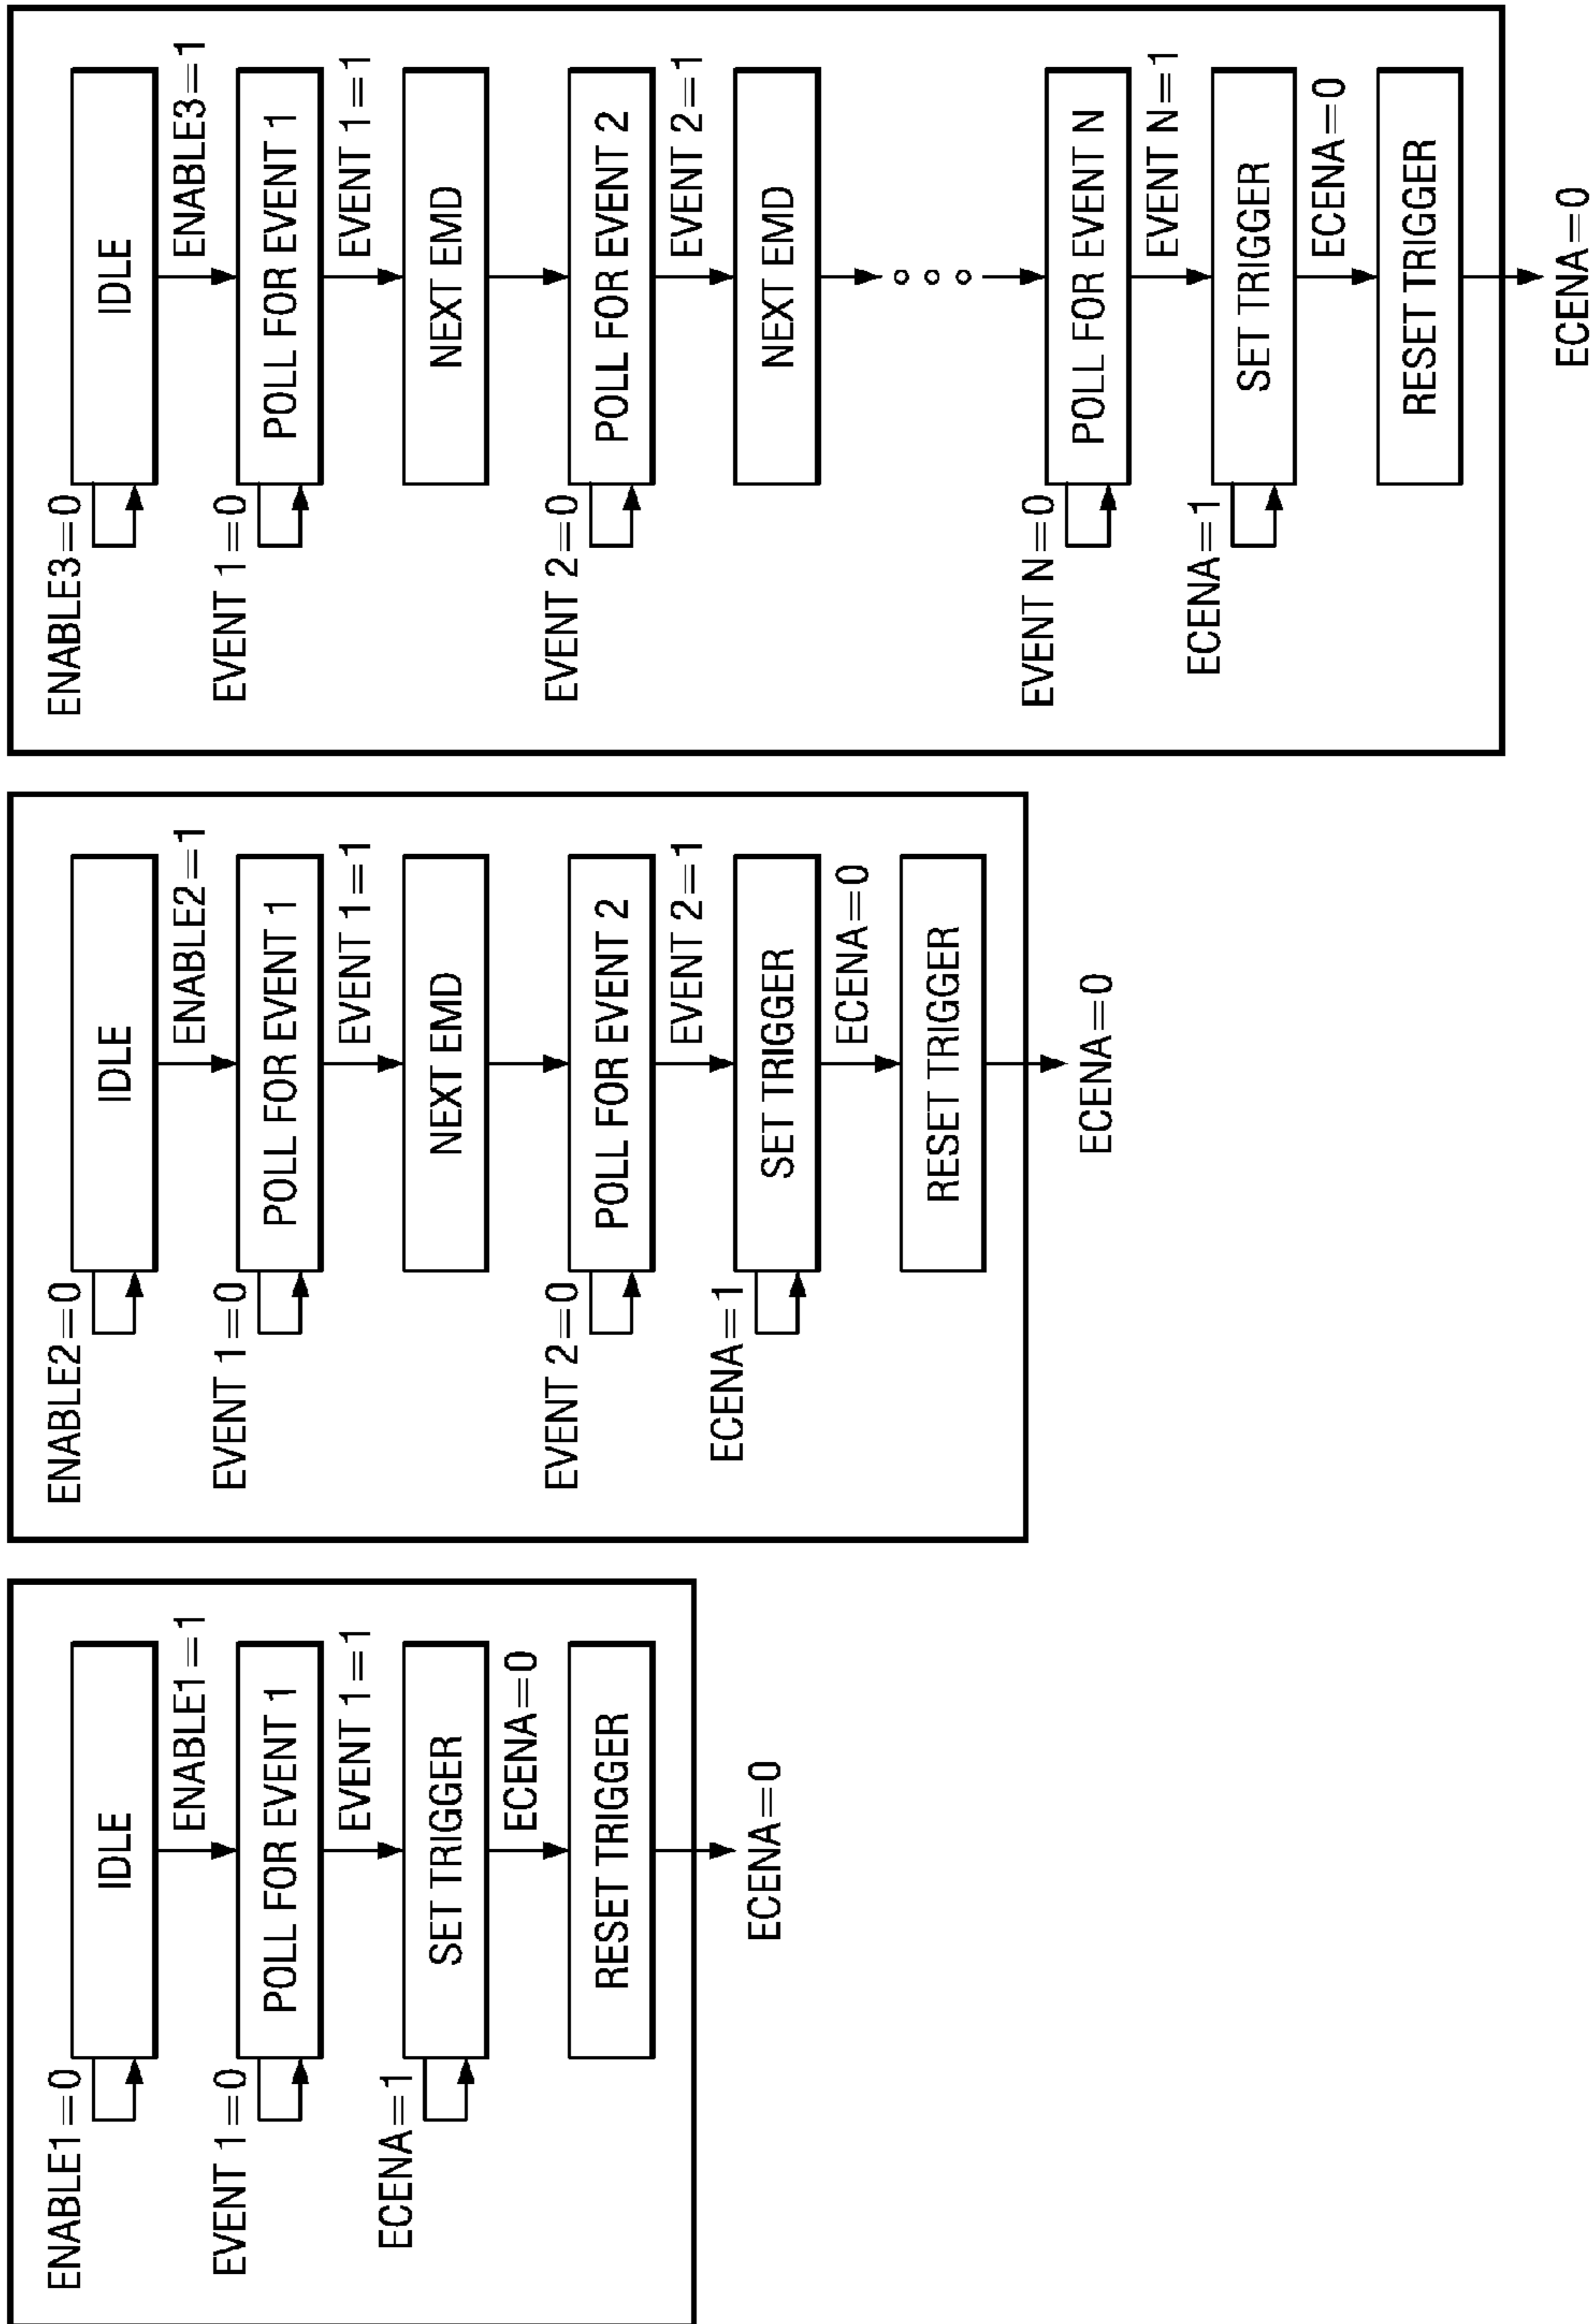 ENABLE1=0
IDLE
ENABLE1=1
EVENT 1=0
POLL FOR EVENT 1
EVENT 1=1
ECENA=1
SET TRIGGER
ECENA=0
RESET TRIGGER
ECENA=0
ENABLE2=0
IDLE
ENABLE2=1
EVENT 1=0
POLL FOR EVENT 1
EVENT 1=1
NEXT EMD
EVENT 2=0
POLL FOR EVENT 2
EVENT 2=1
ECENA=1
SET TRIGGER
ECENA=0
RESET TRIGGER
ECENA=0
ENABLE3=0
IDLE
ENABLE3=1
EVENT 1=0
POLL FOR EVENT 1
EVENT 1=1
NEXT EMD
EVENT 2=0
POLL FOR EVENT 2
EVENT 2=1
NEXT EMD
EVENT N=0
POLL FOR EVENT N
EVENT N=1
ECENA=1
SET TRIGGER
ECENA=0
RESET TRIGGER
ECENA=0